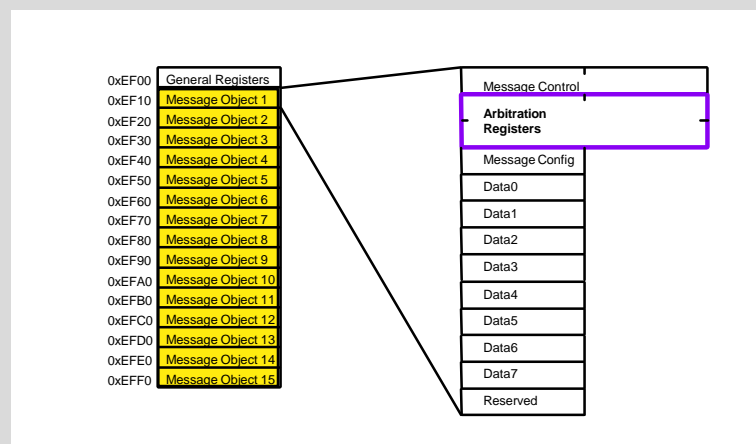 0xEF00 General Registers
0xEF10 Message Object 1
0xEF20 Message Object 2
0xEF30 Message Object 3
0xEF40 Message Object 4
0xEF50 Message Object 5
0xEF60 Message Object 6
0xEF70 Message Object 7
0xEF80 Message Object 8
0xEF90 Message Object 9
0xEFA0 Message Object 10
0xEFB0 Message Object 11
0xEFC0 Message Object 12
0xEFD0 Message Object 13
0xEFE0 Message Object 14
0xEFF0 Message Object 15
Message Control
Arbitration
Registers
Message Config
Data0
Data1
Data2
Data3
Data4
Data5
Data6
Data7
Reserved